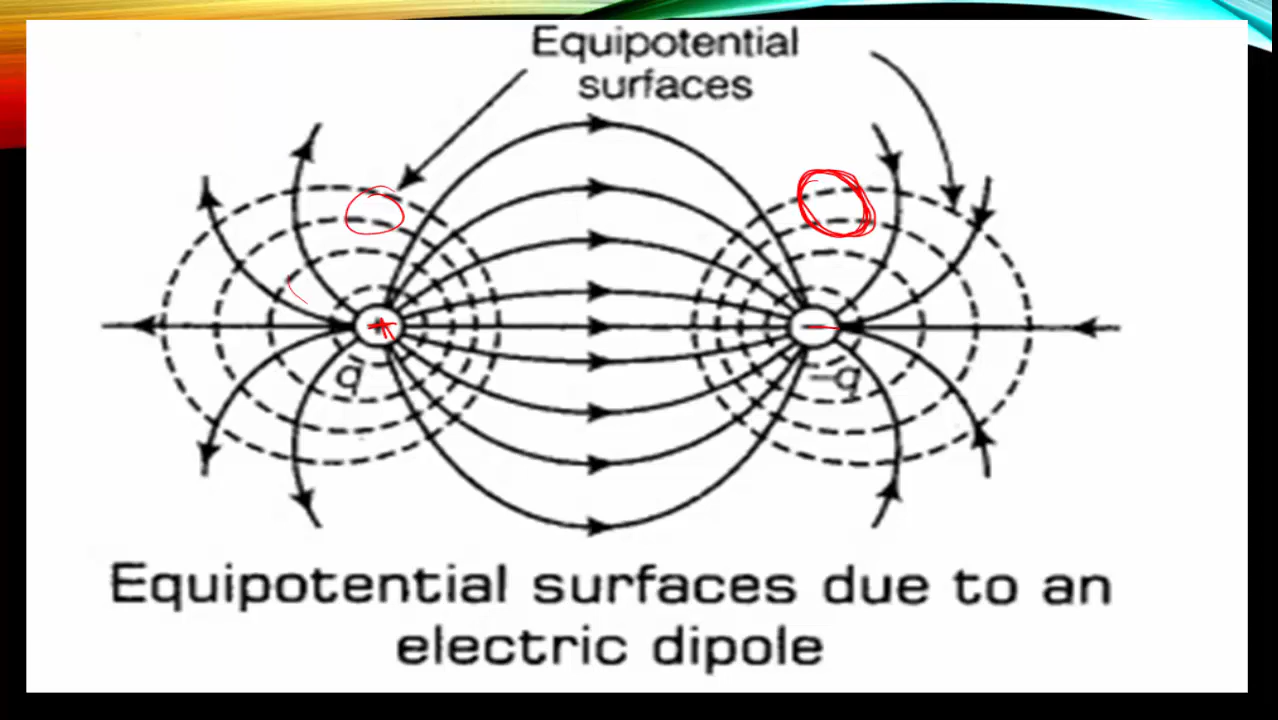 Equipotential
surfaces
+
−
q
−q
Equipotential surfaces due to an
electric dipole